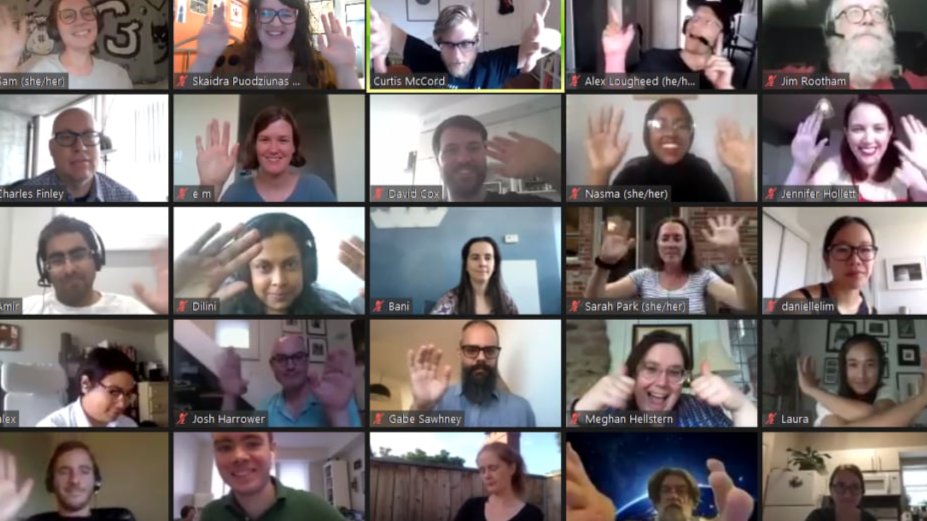 Sam (she/her)
Skaidra Puodziunas ...
Curtis McCord
Alex Lougheed (he/h...
Jim Rootham
Charles Finley
e m
David Cox
Nasma (she/her)
Jennifer Hollett
Amir
Dilini
Bani
Sarah Park (she/her)
daniellelim
alex
Josh Harrower
Gabe Sawhney
Meghan Hellstern
Laura